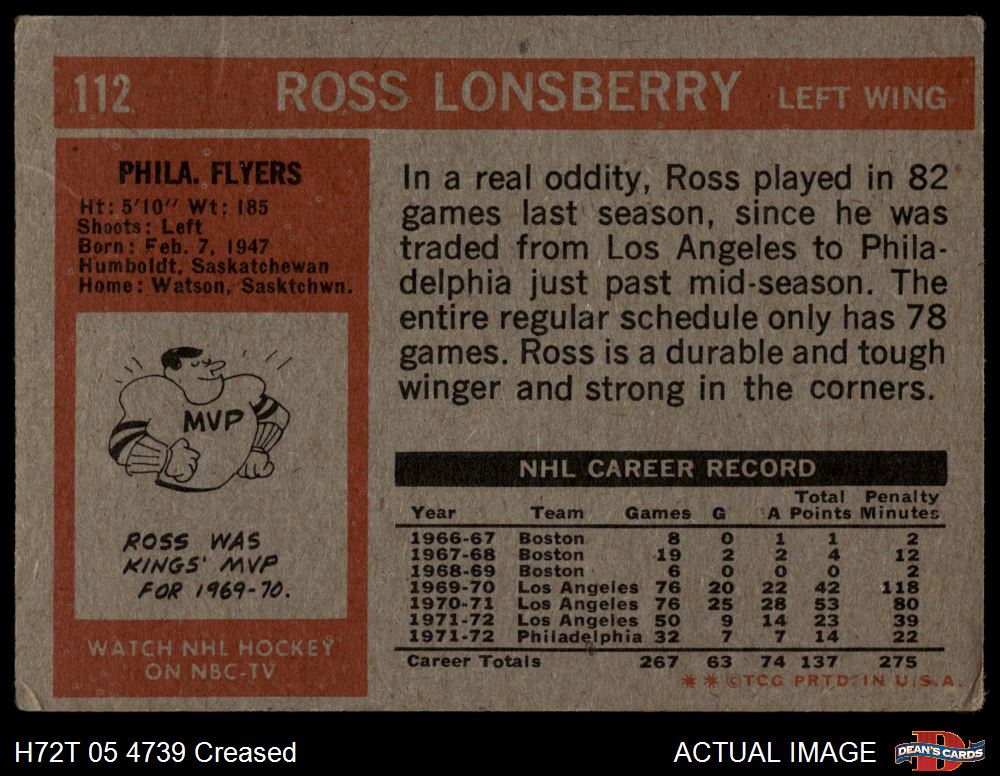 112 ROSS LONSBERRY LEFT WING
PHILA. FLYERS
Ht: 5'10" Wt: 185
Shoots: Left
Born: Feb. 7, 1947
Humboldt, Saskatchewan
Home: Watson, Sasktchwn.
MVP
ROSS WAS
KINGS' MVP
FOR 1969-70.
WATCH NHL HOCKEY
ON NBC-TV
In a real oddity, Ross played in 82
games last season, since he was
traded from Los Angeles to Phila-
delphia just past mid-season. The
entire regular schedule only has 78
games. Ross is a durable and tough
winger and strong in the corners.
NHL CAREER RECORD
Total Penalty
Year Team Games G A Points Minutes
1966-67 Boston 8 0 1 1 2
1967-68 Boston 19 2 2 4 12
1968-69 Boston 6 0 0 0 2
1969-70 Los Angeles 76 20 22 42 118
1970-71 Los Angeles 76 25 28 53 80
1971-72 Los Angeles 50 9 14 23 39
1971-72 Philadelphia 32 7 7 14 22
Career Totals 267 63 74 137 275
** ©TCG PRTD. IN U.S.A.
H72T 05 4739 Creased
ACTUAL IMAGE
D
DEAN'S CARDS